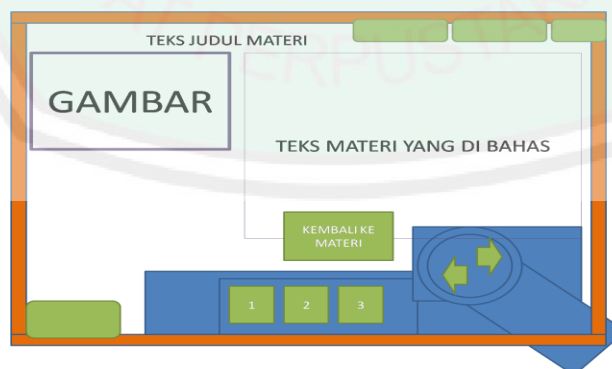 TEKS JUDUL MATERI
GAMBAR
TEKS MATERI YANG DI BAHAS
KEMBALI KE
MATERI
1 2 3